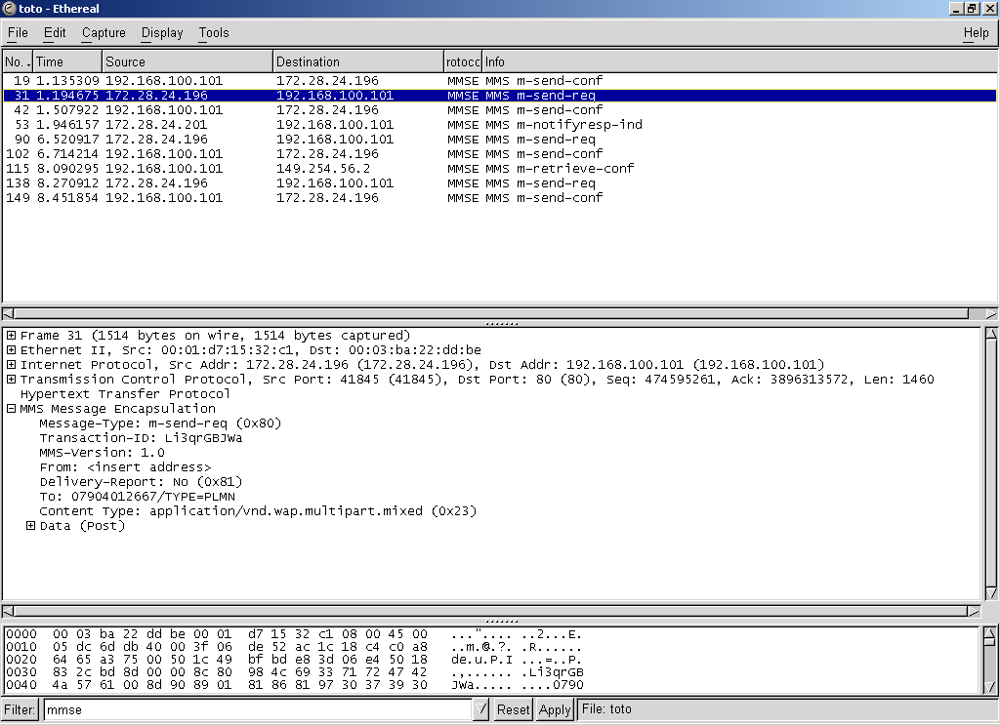 toto - Ethereal
File Edit Capture Display Tools Help
No. . Time Source Destination rotocc Info
19 1.135309 192.168.100.101 172.28.24.196 MMSE MMS m-send-conf
31 1.194675 172.28.24.196 192.168.100.101 MMSE MMS m-send-req
42 1.507922 192.168.100.101 172.28.24.196 MMSE MMS m-send-conf
53 1.946157 172.28.24.201 192.168.100.101 MMSE MMS m-notifyresp-ind
90 6.520917 172.28.24.196 192.168.100.101 MMSE MMS m-send-req
102 6.714214 192.168.100.101 172.28.24.196 MMSE MMS m-send-conf
115 8.090295 192.168.100.101 149.254.56.2 MMSE MMS m-retrieve-conf
138 8.270912 172.28.24.196 192.168.100.101 MMSE MMS m-send-req
149 8.451854 192.168.100.101 172.28.24.196 MMSE MMS m-send-conf
Frame 31 (1514 bytes on wire, 1514 bytes captured)
Ethernet II, Src: 00:01:d7:15:32:c1, Dst: 00:03:ba:22:dd:be
Internet Protocol, Src Addr: 172.28.24.196 (172.28.24.196), Dst Addr: 192.168.100.101 (192.168.100.101)
Transmission Control Protocol, Src Port: 41845 (41845), Dst Port: 80 (80), Seq: 474595261, Ack: 3896313572, Len: 1460
Hypertext Transfer Protocol
MMS Message Encapsulation
Message-Type: m-send-req (0x80)
Transaction-ID: Li3qrGBJWa
MMS-Version: 1.0
From: <insert address>
Delivery-Report: No (0x81)
To: 07904012667/TYPE=PLMN
Content Type: application/vnd.wap.multipart.mixed (0x23)
Data (Post)
0000 00 03 ba 22 dd be 00 01 d7 15 32 c1 08 00 45 00 ...".... ..2...E.
0010 05 dc 6d db 40 00 3f 06 de 52 ac 1c 18 c4 c0 a8 ..m.@.?. .R......
0020 64 65 a3 75 00 50 1c 49 bf bd e8 3d 06 e4 50 18 de.u.P.I ...=..P.
0030 83 2c bd 8d 00 00 8c 80 98 4c 69 33 71 72 47 42 .,...... .Li3qrGB
0040 4a 57 61 00 8d 90 89 01 81 86 81 97 30 37 39 30 JWa..... ....0790
Filter: mmse Reset Apply File: toto